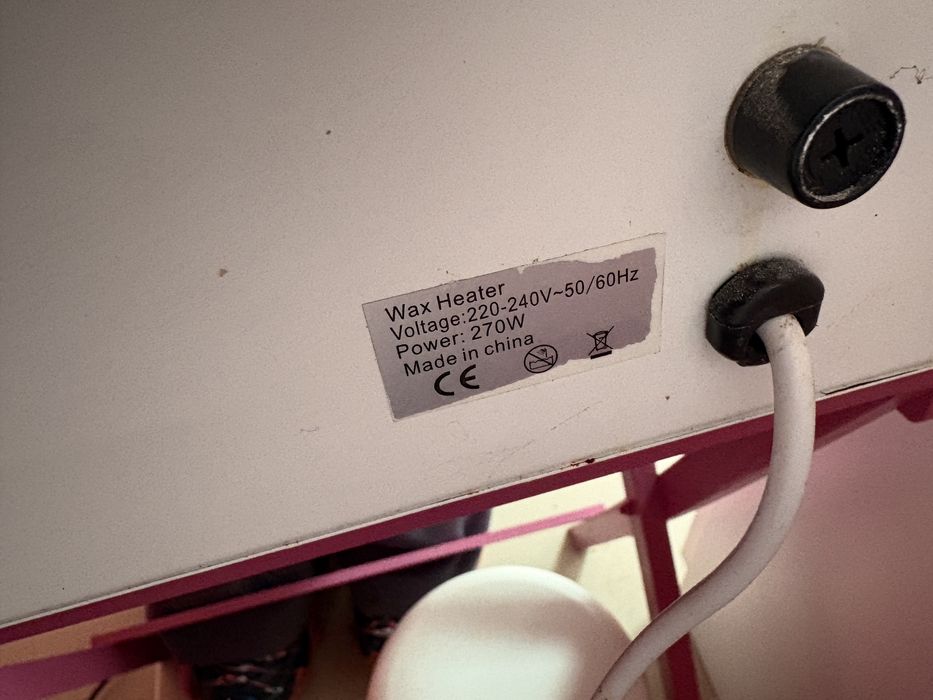 Wax Heater
Voltage:220-240V~50/60Hz
Power: 270W
Made in china
CE